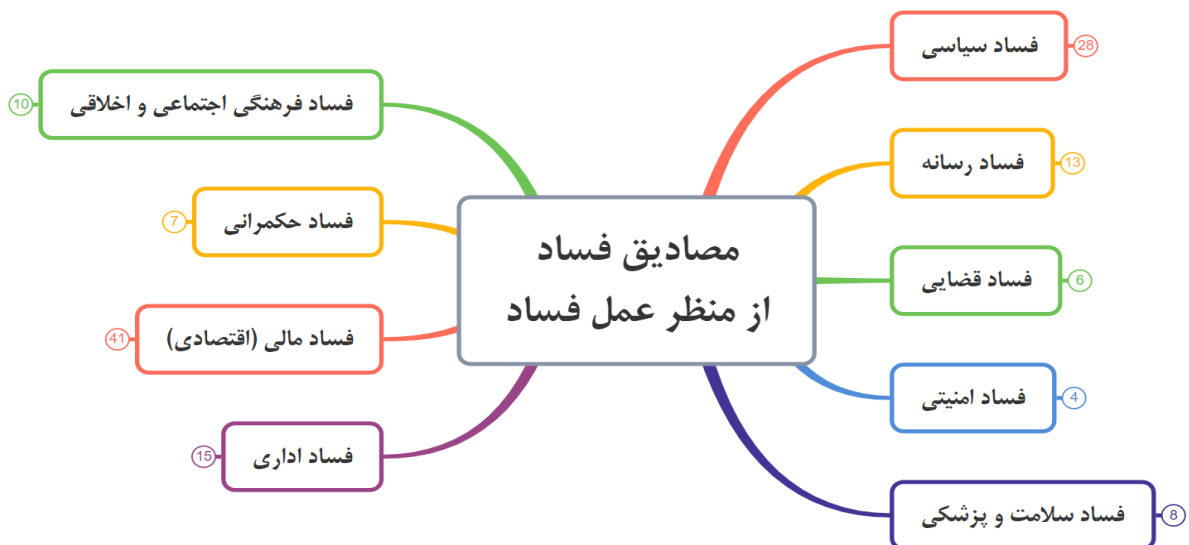 مصادیق فساد
از منظر عمل فساد
فساد سیاسی
28
فساد رسانه
13
فساد قضایی
6
فساد امنیتی
4
فساد سلامت و پزشکی
8
فساد فرهنگی اجتماعی و اخلاقی
10
فساد حکمرانی
7
فساد مالی (اقتصادی)
41
فساد اداری
15